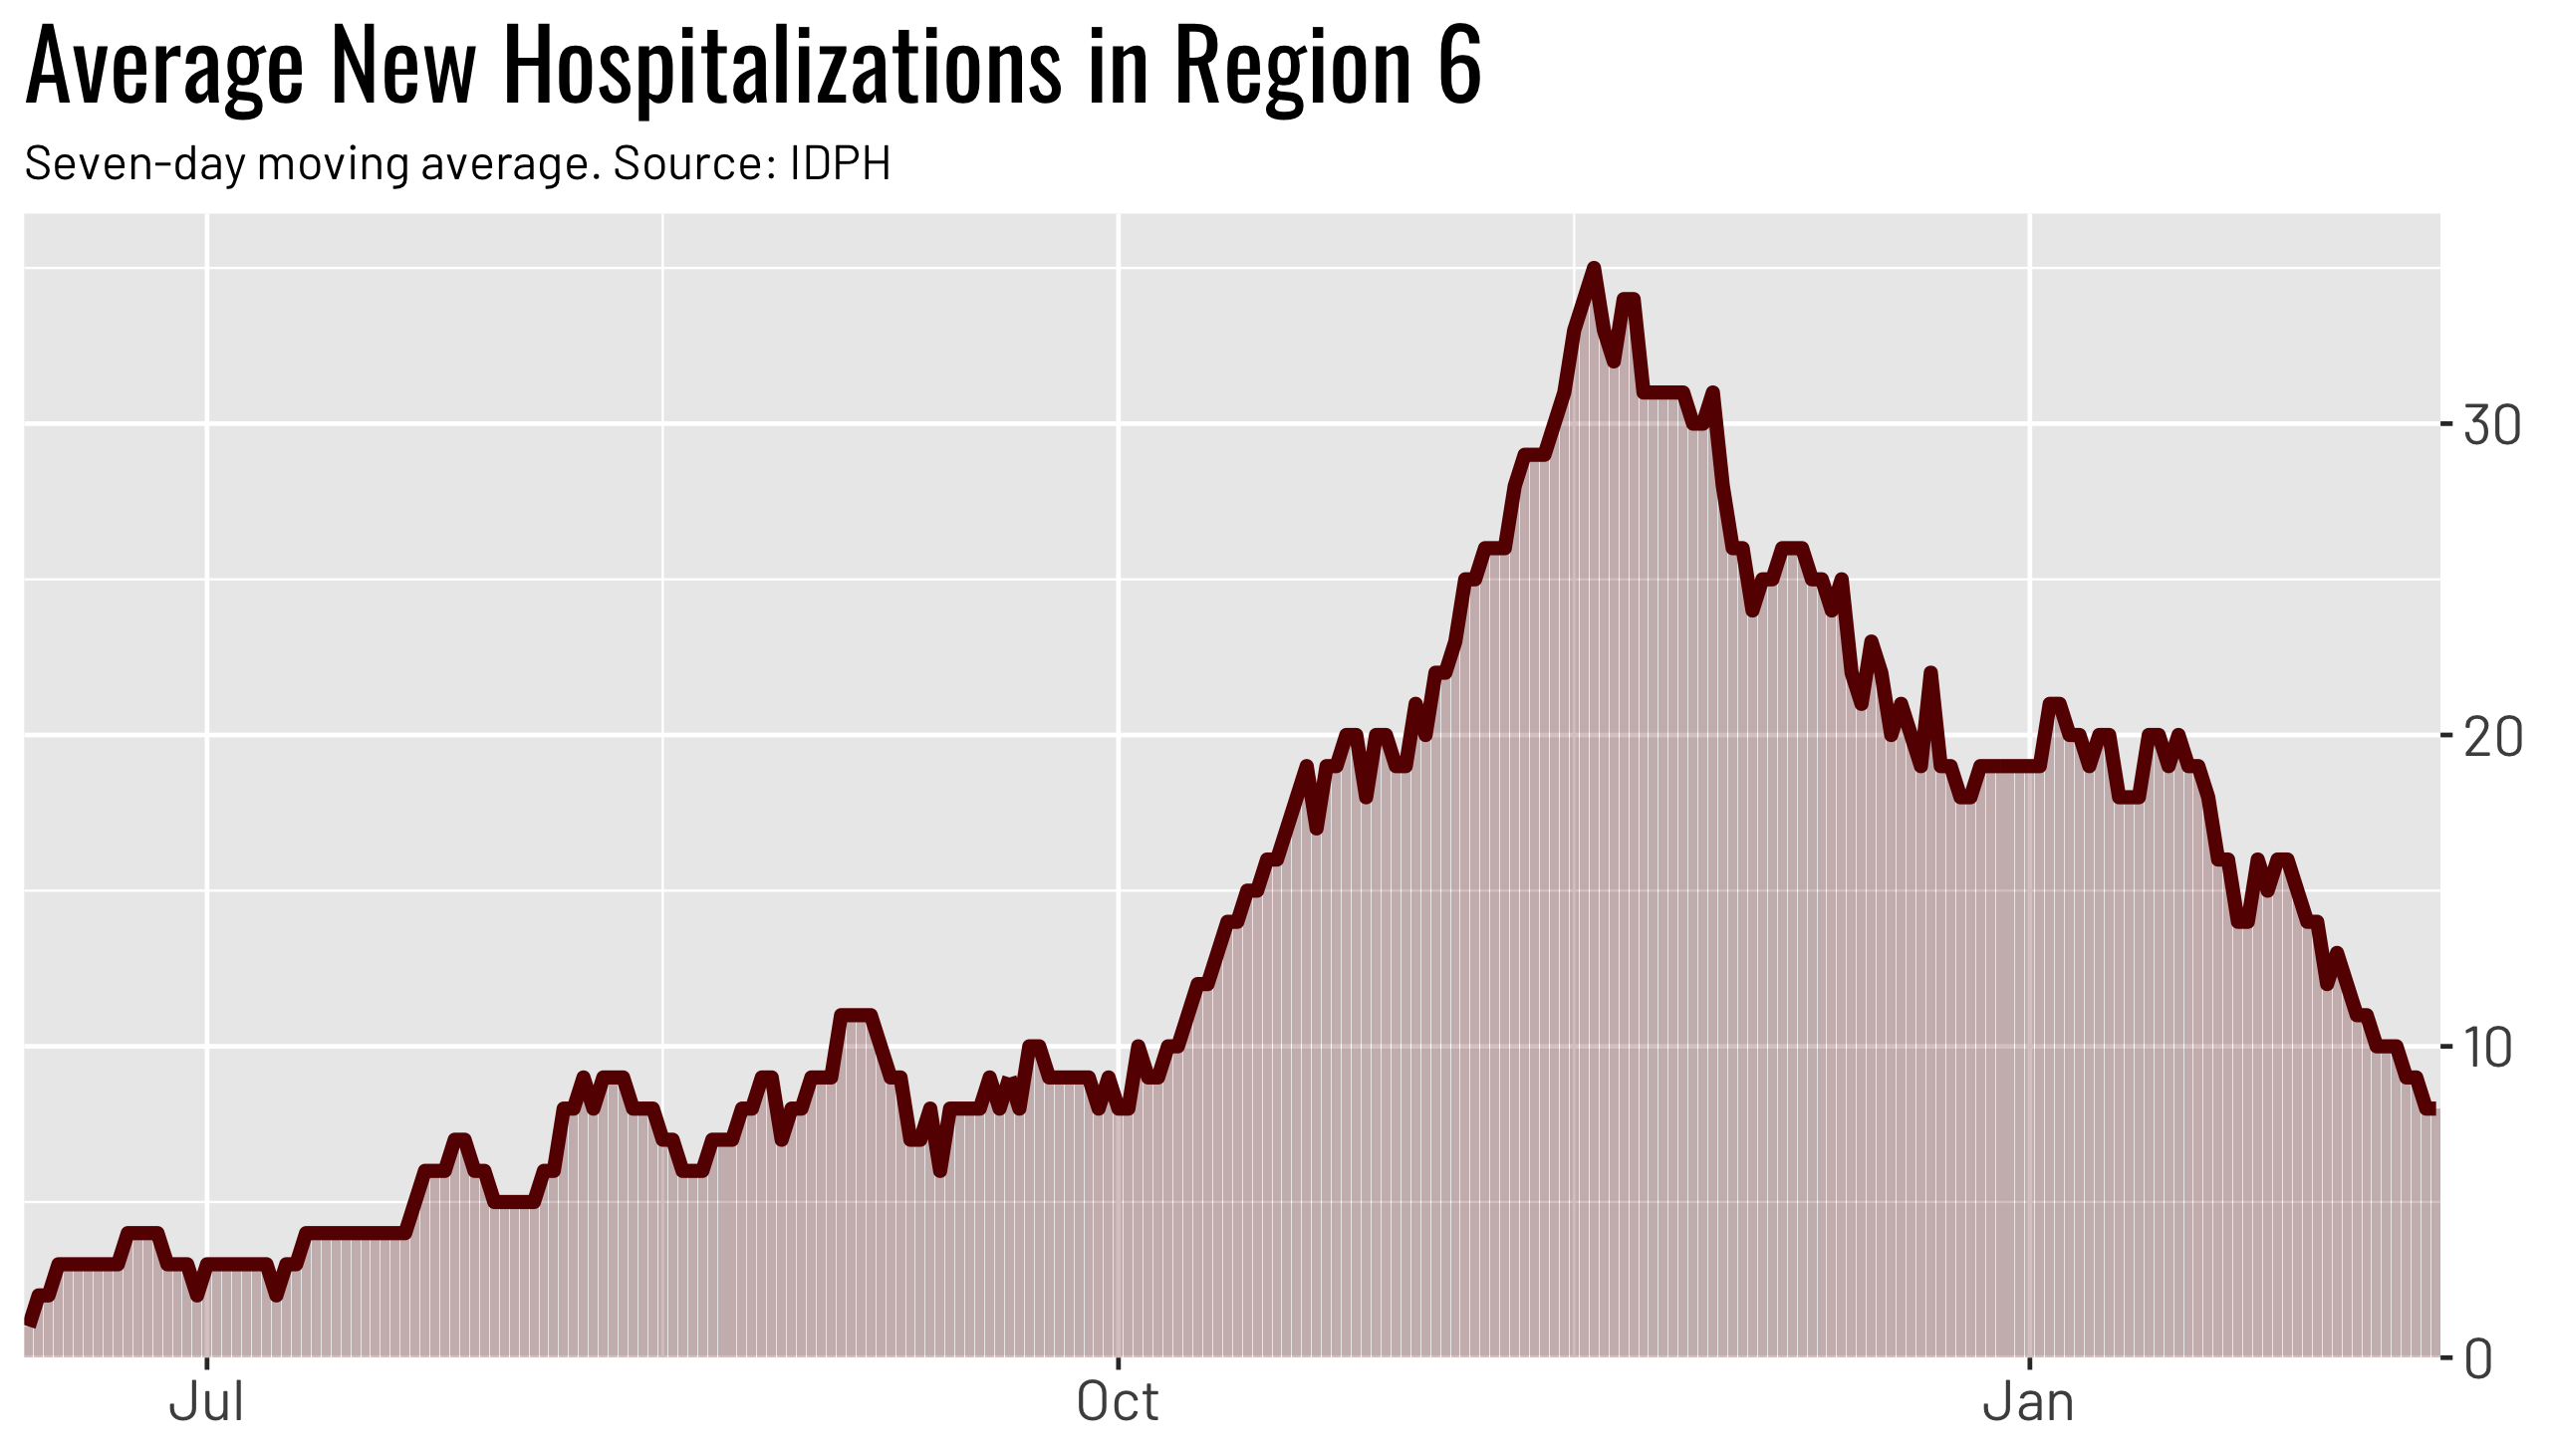 Average New Hospitalizations in Region 6
Seven-day moving average. Source: IDPH
30
20
10
0
Jul Oct Jan